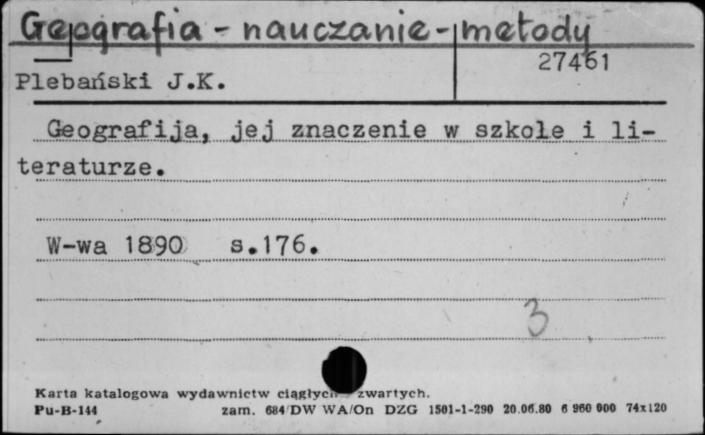 Geografia - nauczanie - metody
27461
Plebański J.K.
Geografija, jej znaczenie w szkole i li-
teraturze.
W-wa 1890 s.176.
3
Karta katalogowa wydawnictw zwartych.
Pu-B-144 zam. 684/DW WA/On DZG 1501-1-290 20.06.80 6 960 000 74x120